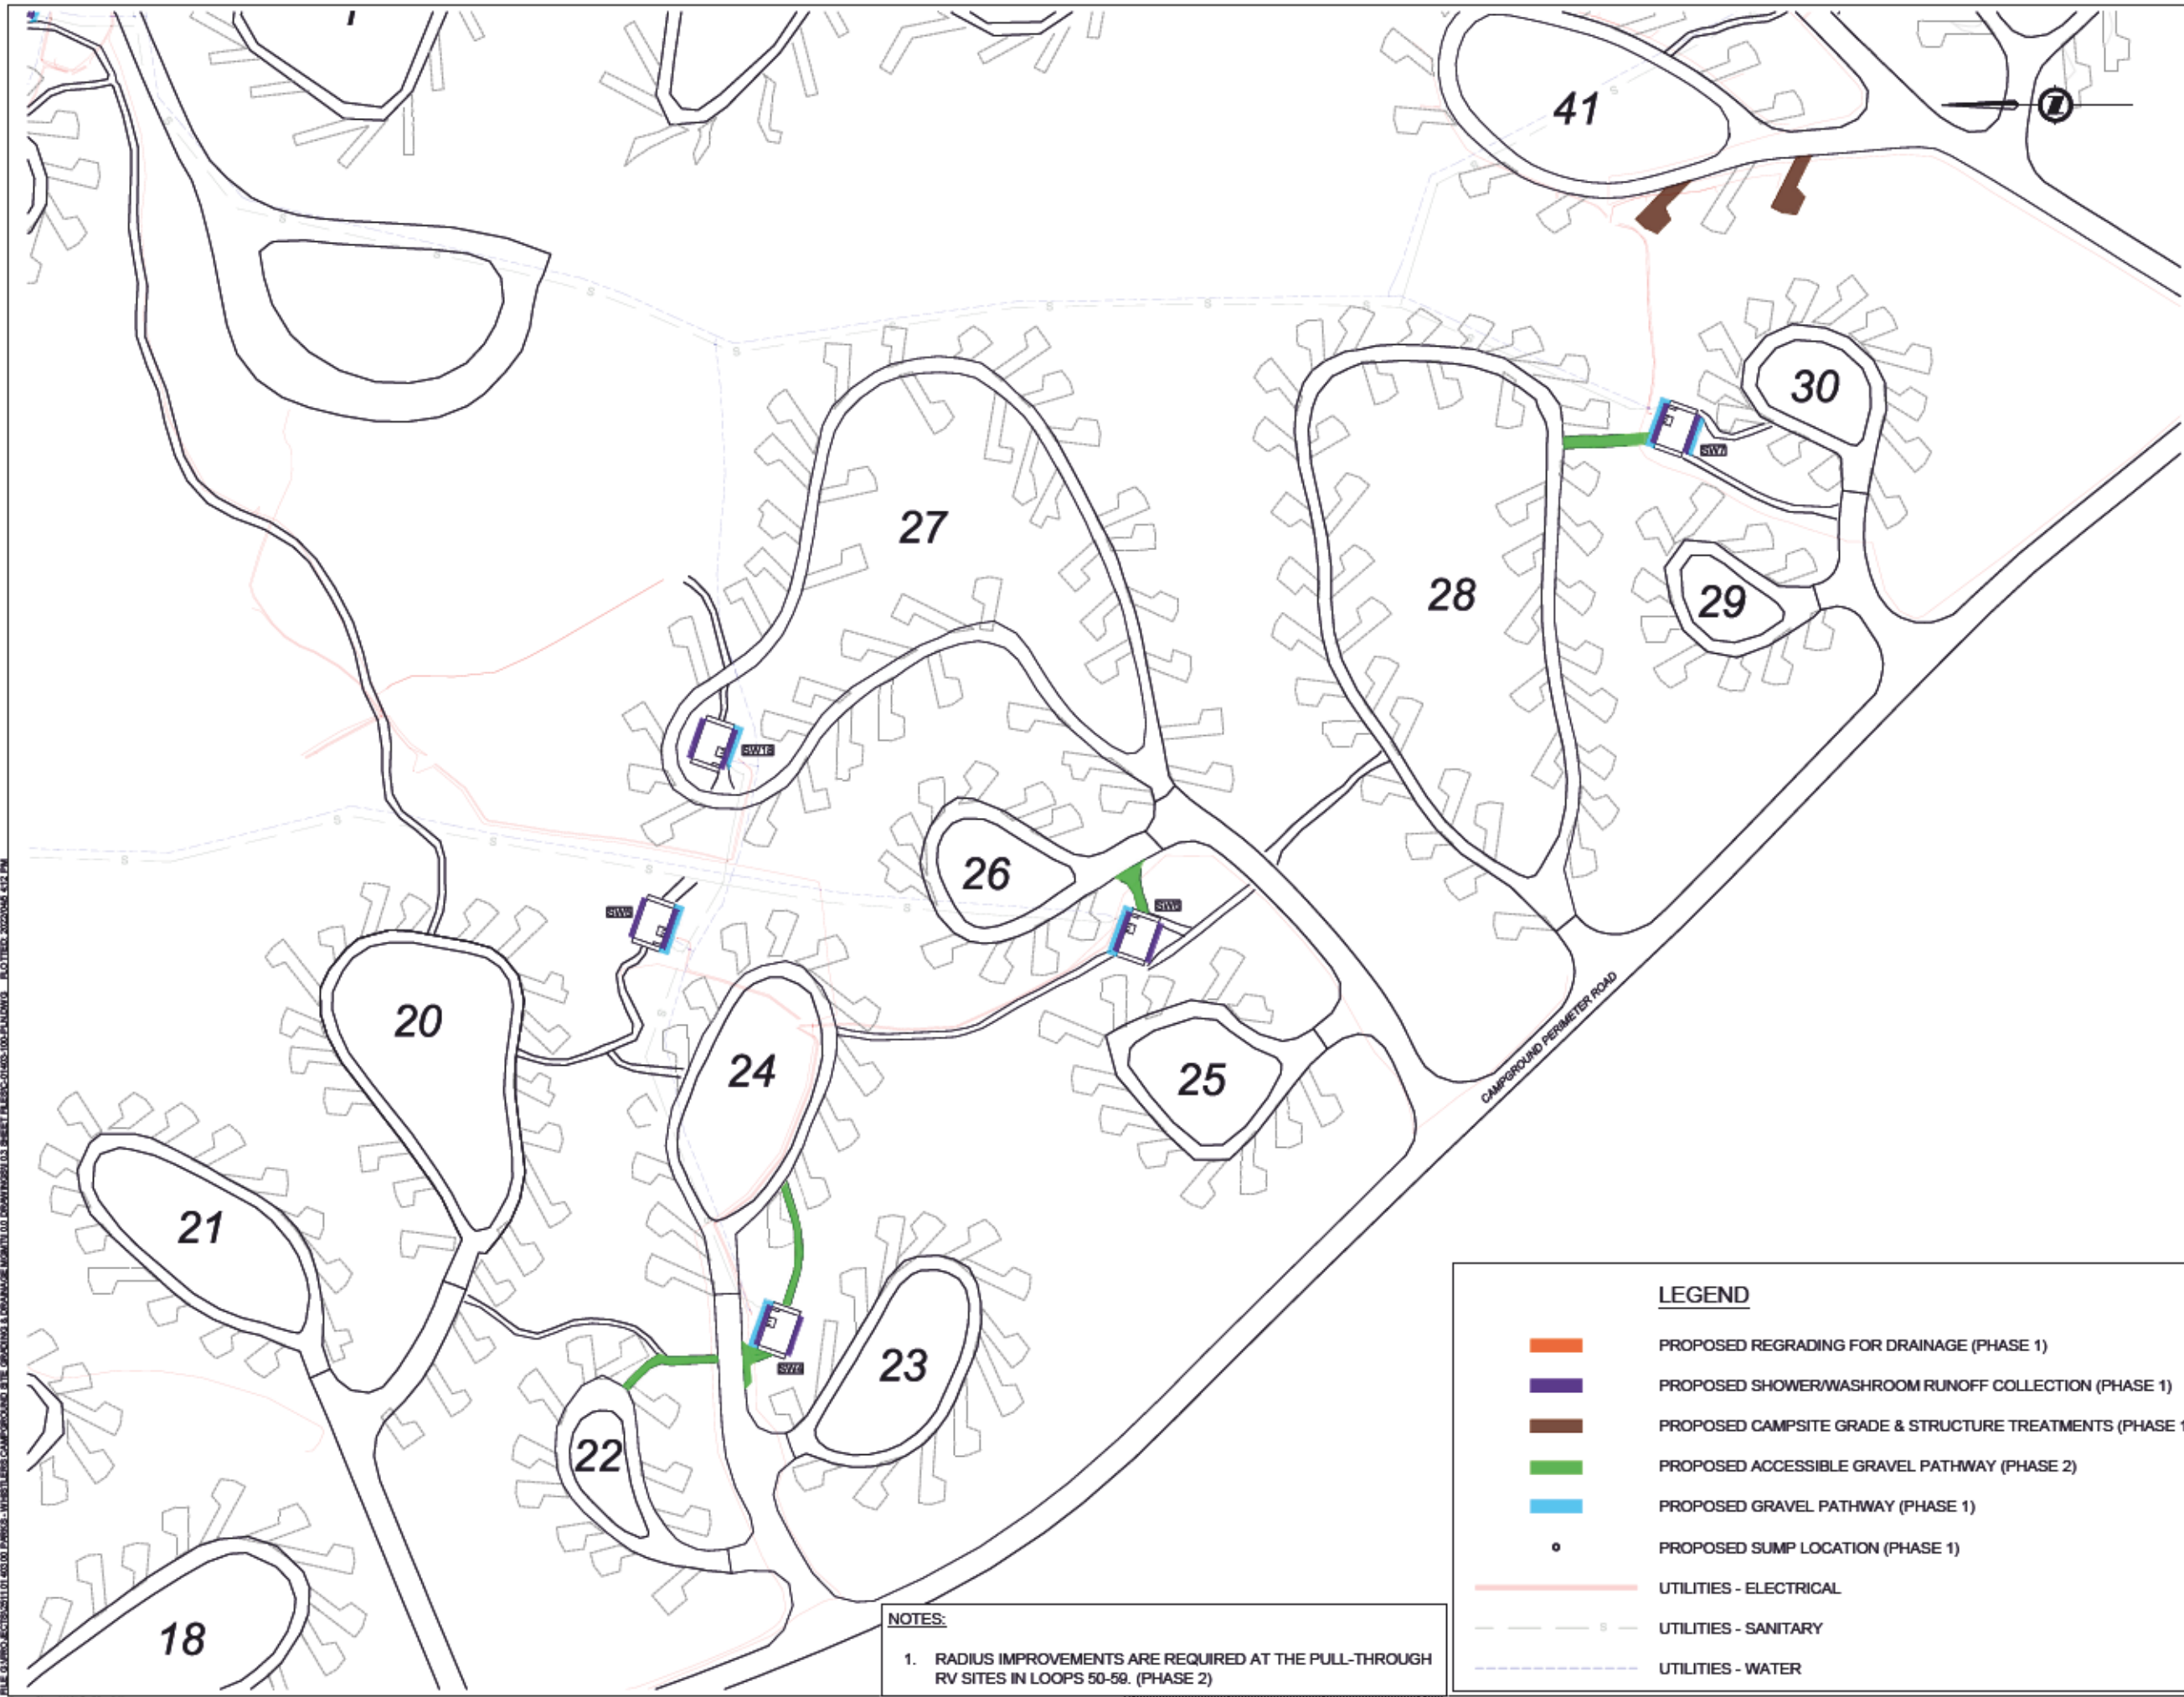 41
30
27
28
29
SW7
SW18
26
SW5
20
24
25
CAMPGROUND PERIMETER ROAD
21
23
22
18
LEGEND
PROPOSED REGRADING FOR DRAINAGE (PHASE 1)
PROPOSED SHOWER/WASHROOM RUNOFF COLLECTION (PHASE 1)
PROPOSED CAMPSITE GRADE & STRUCTURE TREATMENTS (PHASE 1
PROPOSED ACCESSIBLE GRAVEL PATHWAY (PHASE 2)
PROPOSED GRAVEL PATHWAY (PHASE 1)
PROPOSED SUMP LOCATION (PHASE 1)
UTILITIES - ELECTRICAL
S UTILITIES - SANITARY
UTILITIES - WATER
NOTES:
1. RADIUS IMPROVEMENTS ARE REQUIRED AT THE PULL-THROUGH
RV SITES IN LOOPS 50-59. (PHASE 2)